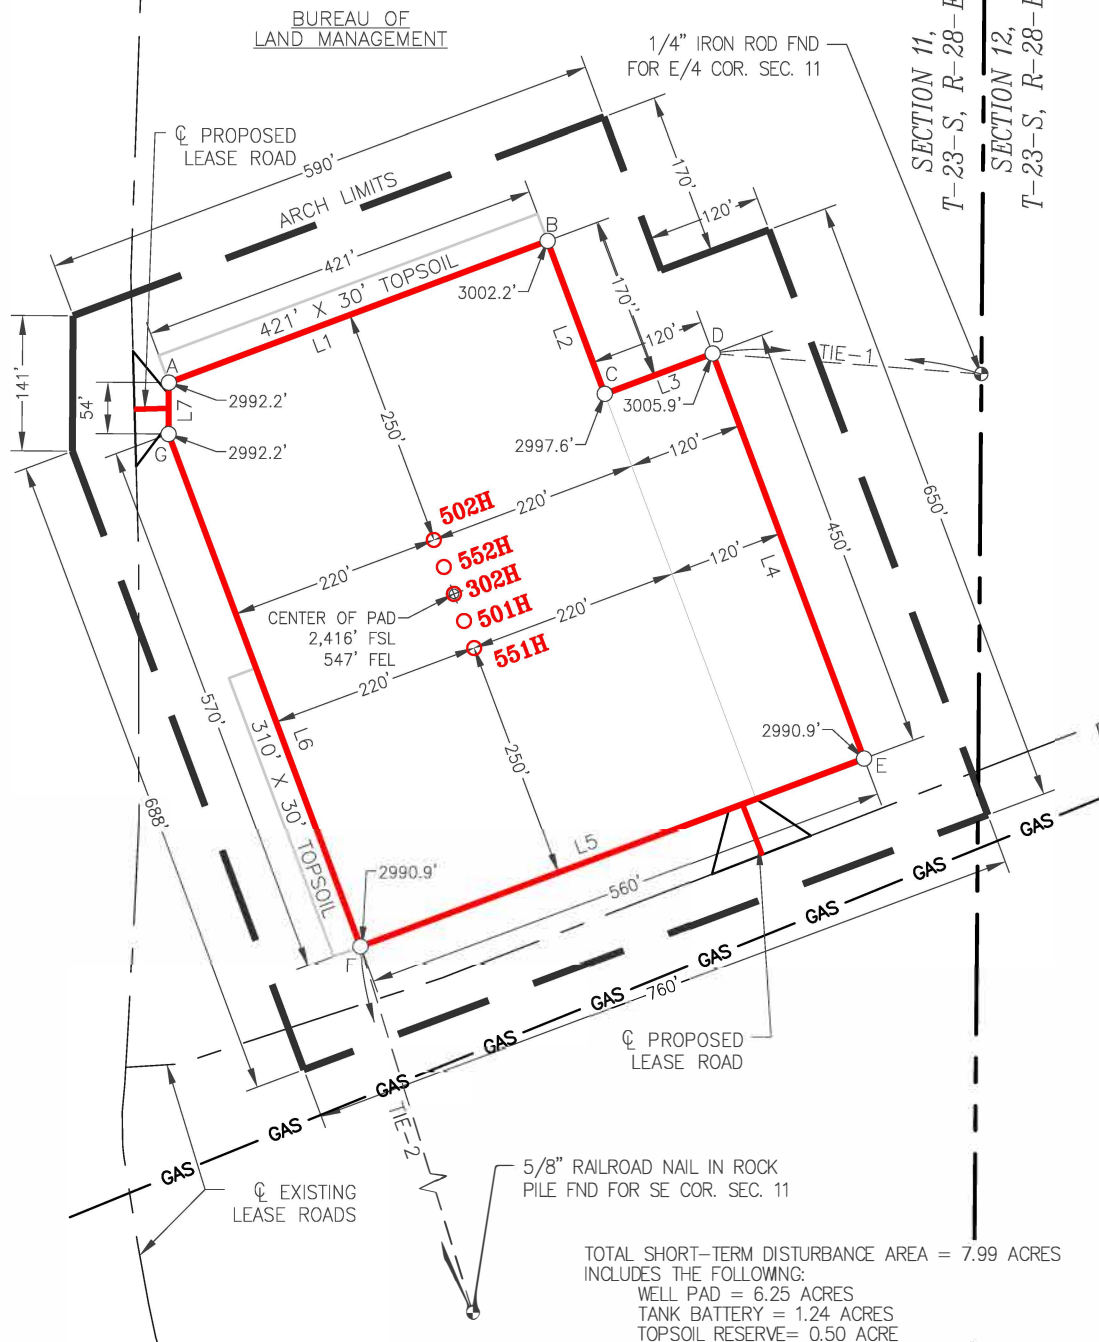 BUREAU OF
LAND MANAGEMENT
1/4" IRON ROD FND
FOR E/4 COR. SEC. 11
SECTION 11,
T-23-S, R-28-E
SECTION 12,
T-23-S, R-28-E
℄ PROPOSED
LEASE ROAD
590'
ARCH LIMITS
170'
120'
421'
421' X 30' TOPSOIL
L1
B
3002.2'
170''
L2
120'
D
TIE-1
C
L3
3005.9'
2997.6'
141'
54'
A
L7
2992.2'
G
2992.2'
250'
120'
220'
650'
450'
502H
552H
302H
501H
551H
220'
120'
L4
220'
CENTER OF PAD
2,416' FSL
547' FEL
220'
570'
L6
310' X 30' TOPSOIL
688'
250'
2990.9'
E
L5
2990.9'
F
560'
760'
GAS
GAS
GAS
GAS
GAS
GAS
GAS
GAS
GAS
℄ PROPOSED
LEASE ROAD
TIE-2
℄ EXISTING
LEASE ROADS
5/8" RAILROAD NAIL IN ROCK
PILE FND FOR SE COR. SEC. 11
TOTAL SHORT-TERM DISTURBANCE AREA = 7.99 ACRES
INCLUDES THE FOLLOWING:
WELL PAD = 6.25 ACRES
TANK BATTERY = 1.24 ACRES
TOPSOIL RESERVE= 0.50 ACRE